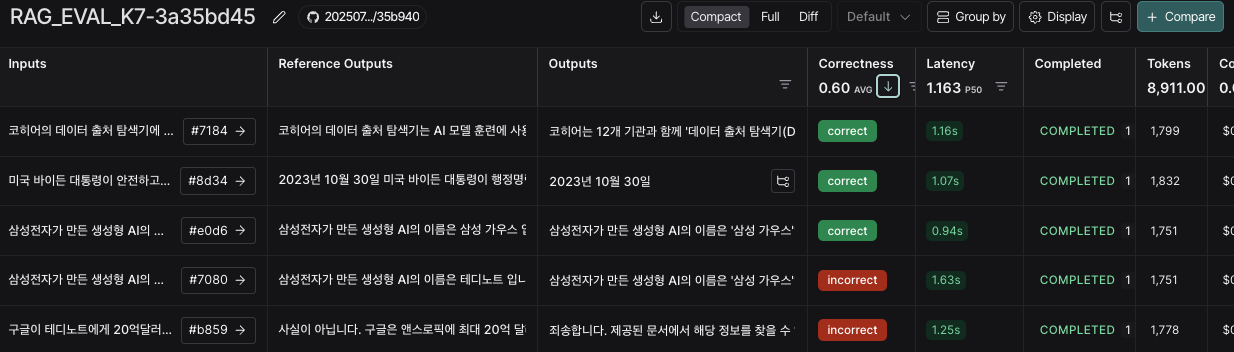 RAG_EVAL_K7-3a35bd45 202507.../35b940 Compact Full Diff Default Group by Display + Compare
Inputs Reference Outputs Outputs Correctness Latency Completed Tokens Co
0.60 AVG 1.163 P50 8,911.00 0.0
코히어의 데이터 출처 탐색기에 ... #7184 → 코히어의 데이터 출처 탐색기는 AI 모델 훈련에 사용 코히어는 12개 기관과 함께 '데이터 출처 탐색기(D correct 1.16s COMPLETED 1 1,799 $0
미국 바이든 대통령이 안전하고... #8d34 → 2023년 10월 30일 미국 바이든 대통령이 행정명령 2023년 10월 30일 correct 1.07s COMPLETED 1 1,832 $0
삼성전자가 만든 생성형 AI의 ... #e0d6 → 삼성전자가 만든 생성형 AI의 이름은 삼성 가우스 입 삼성전자가 만든 생성형 AI의 이름은 '삼성 가우스' correct 0.94s COMPLETED 1 1,751 $0
삼성전자가 만든 생성형 AI의 ... #7080 → 삼성전자가 만든 생성형 AI의 이름은 테디노트 입니 삼성전자가 만든 생성형 AI의 이름은 '삼성 가우스' incorrect 1.63s COMPLETED 1 1,751 $0
구글이 테디노트에게 20억달러... #b859 → 사실이 아닙니다. 구글은 앤스로픽에 최대 20억 달러 죄송합니다. 제공된 문서에서 해당 정보를 찾을 수 incorrect 1.25s COMPLETED 1 1,778 $0